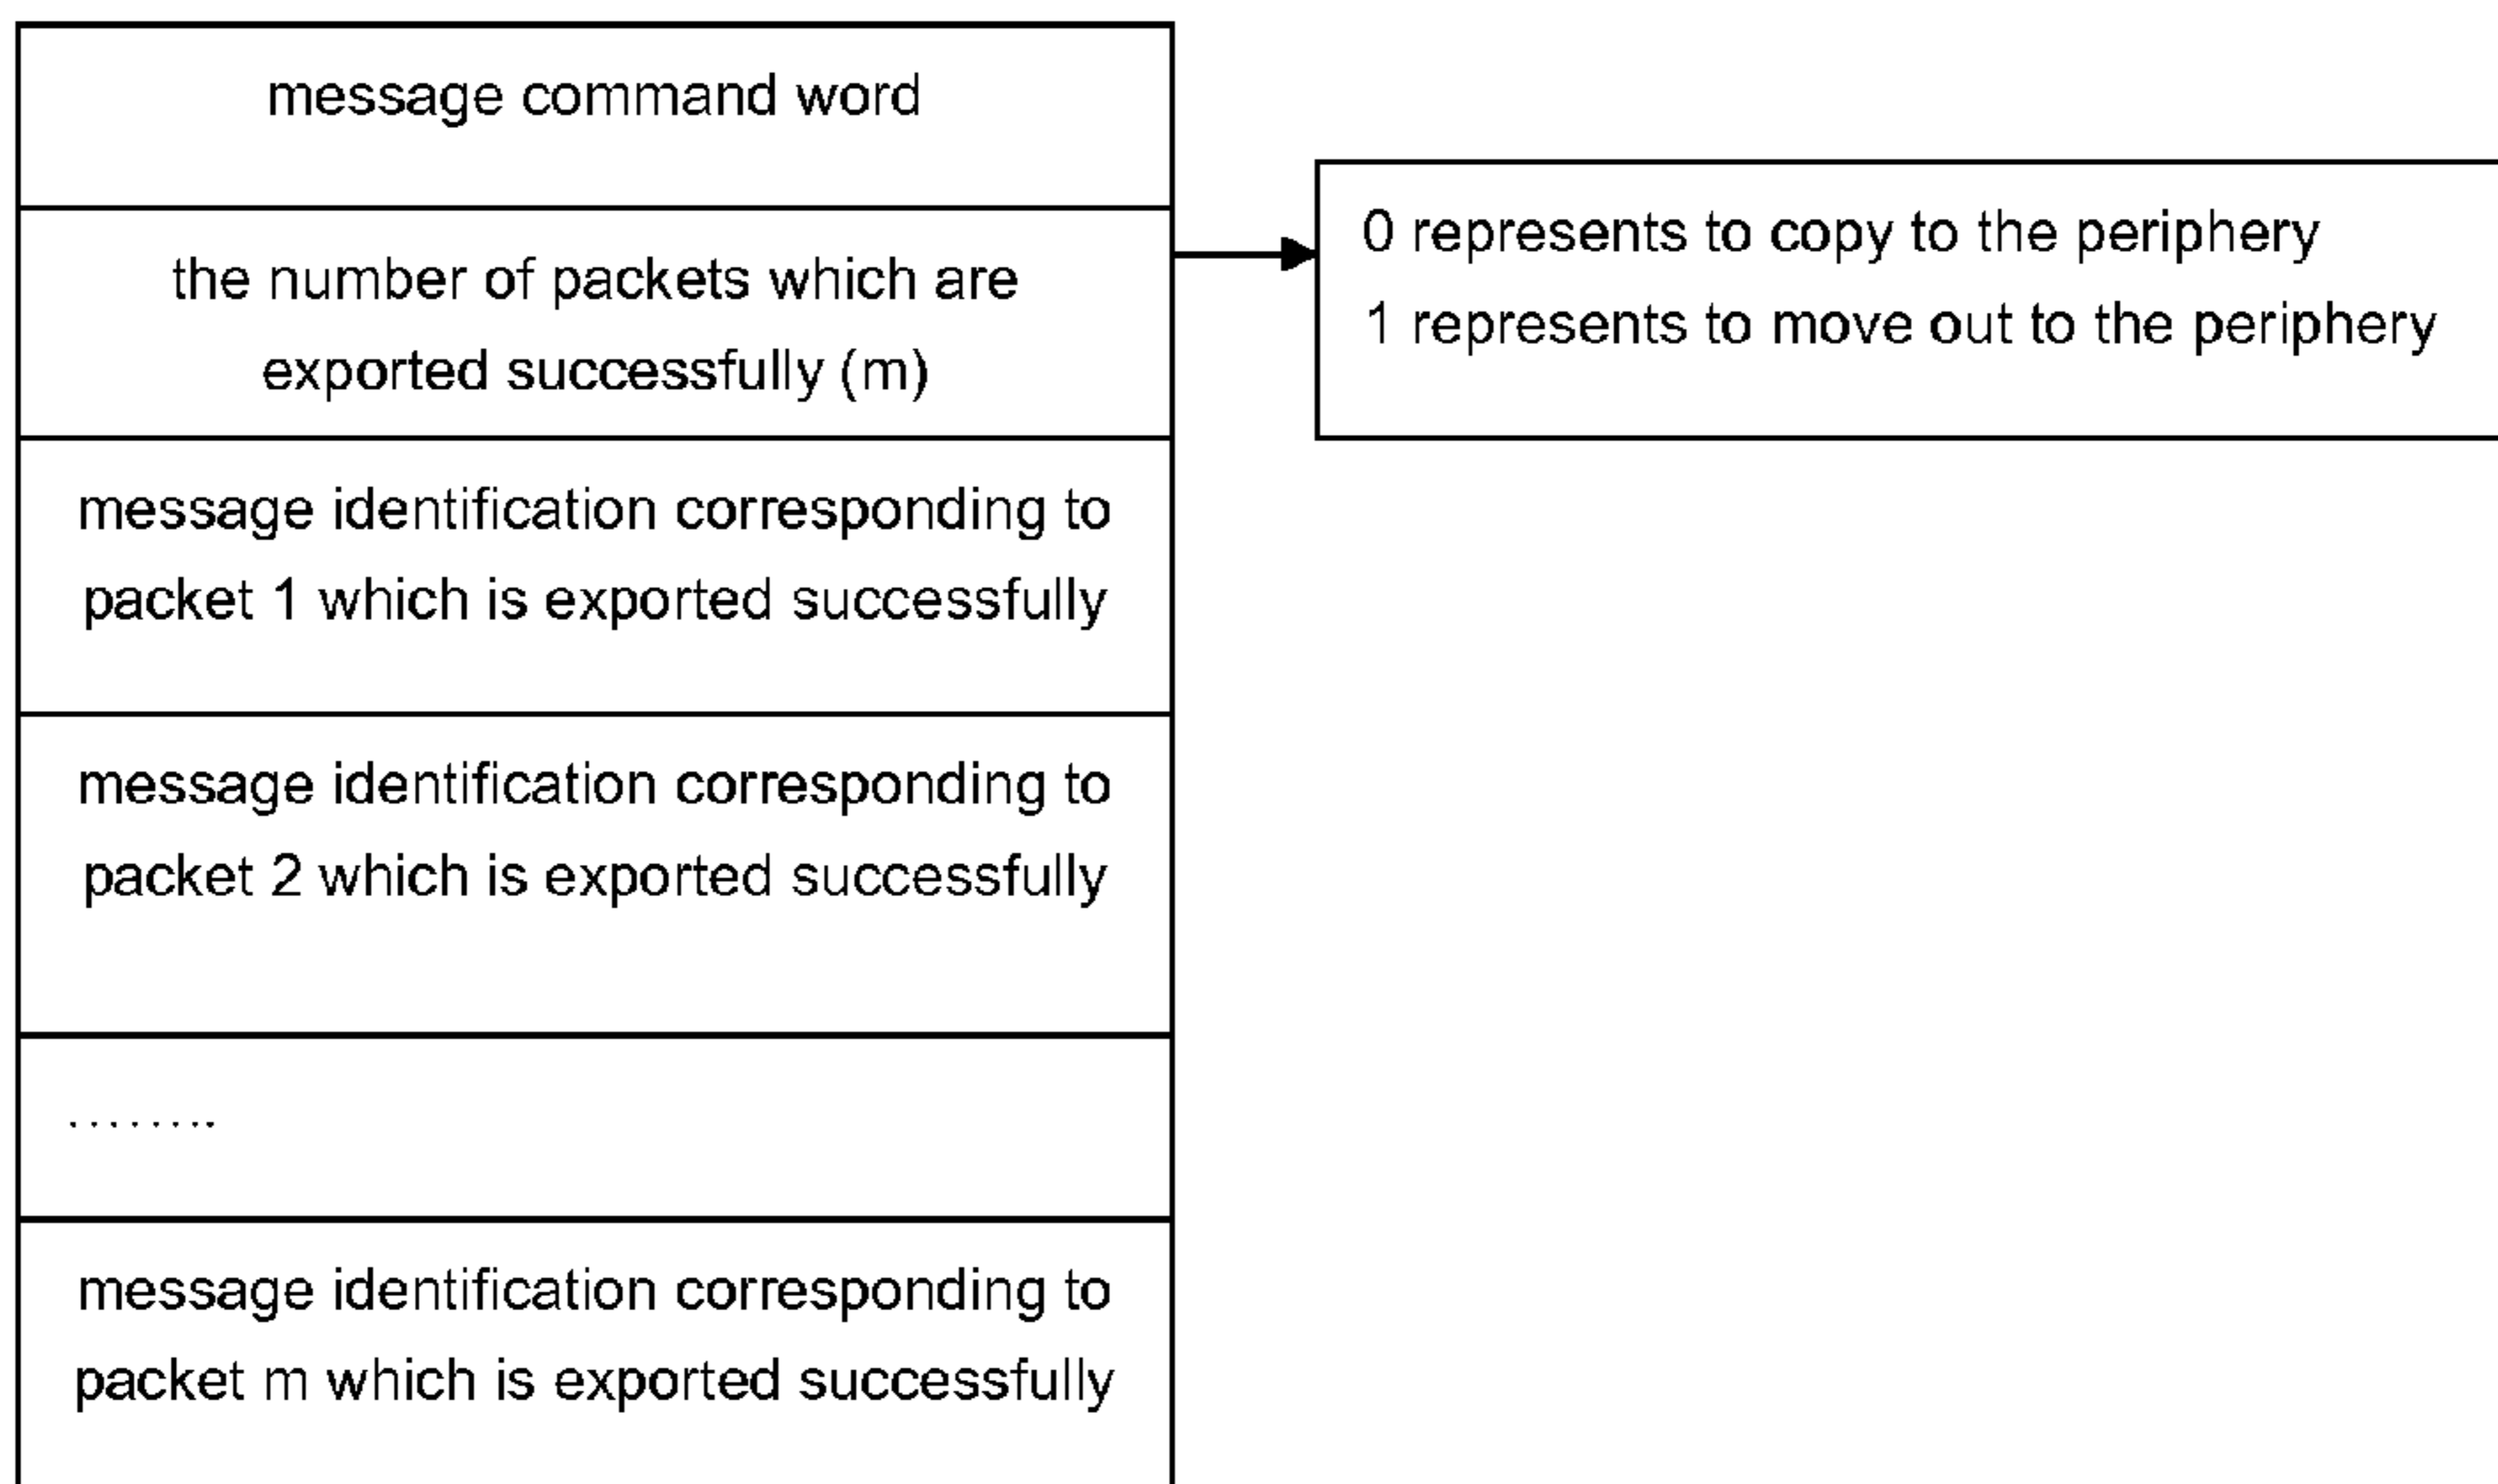 message command word
the number of packets which are
exported successfully (m)
0 represents to copy to the periphery
1 represents to move out to the periphery
message identification corresponding to
packet 1 which is exported successfully
message identification corresponding to
packet 2 which is exported successfully
........
message identification corresponding to
packet m which is exported successfully